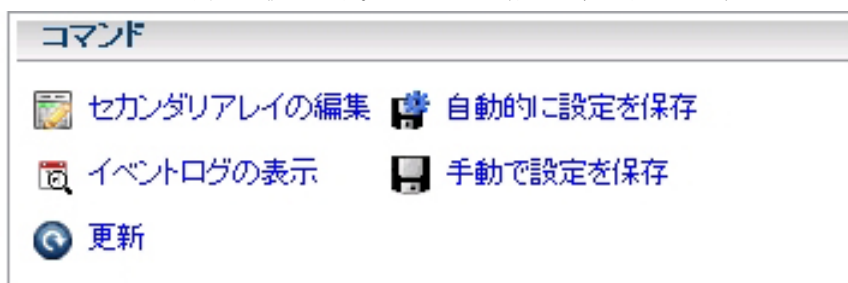 コマンド
セカンダリアレイの編集 自動的に設定を保存
イベントログの表示 手動で設定を保存
更新